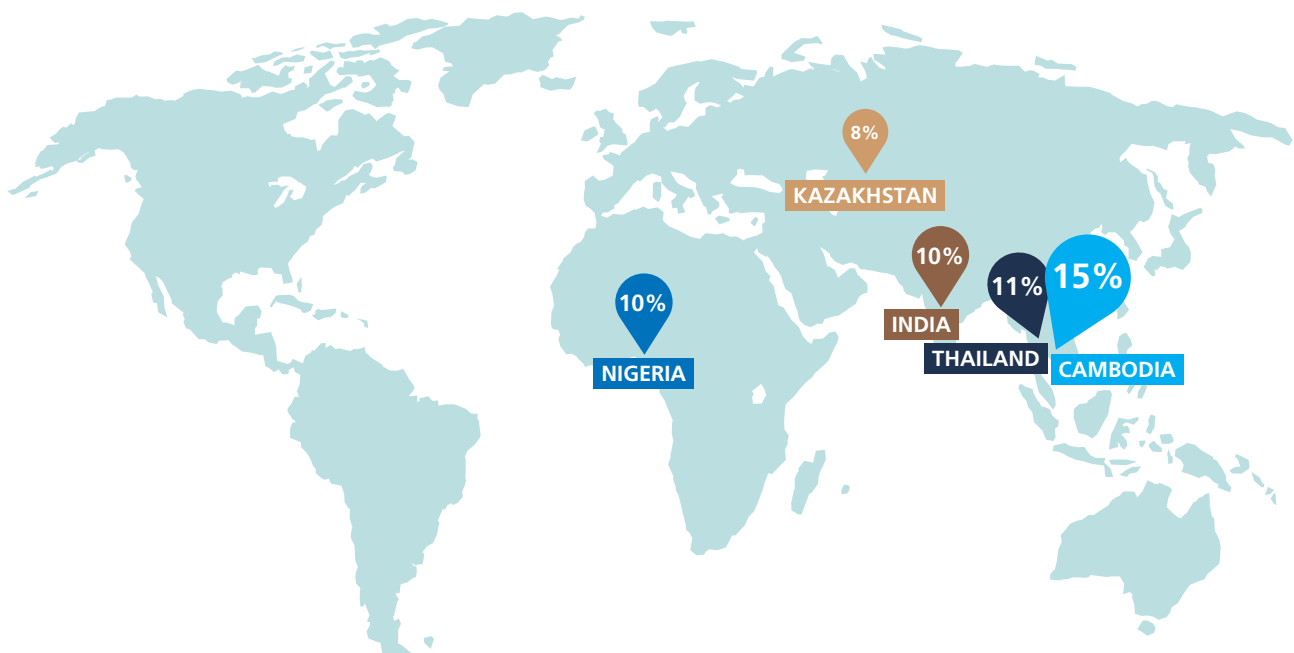 8%
KAZAKHSTAN
10%
INDIA
11%
THAILAND
15%
CAMBODIA
10%
NIGERIA